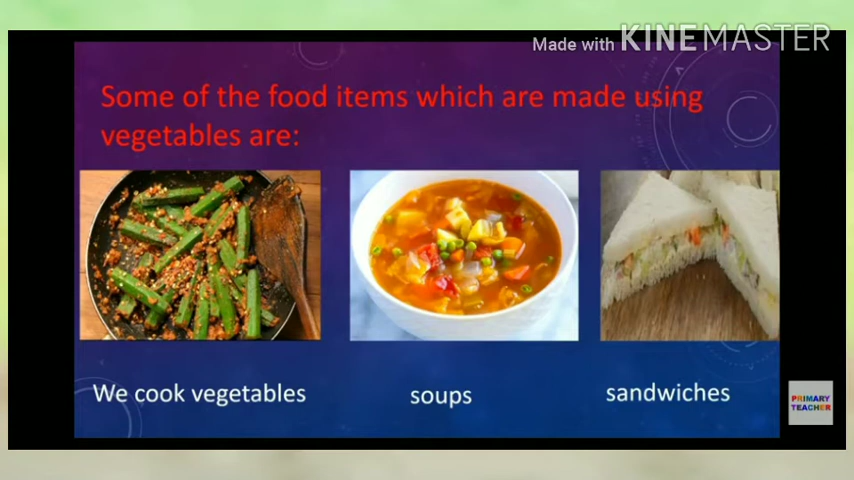 Made with KINEMASTER
Some of the food items which are made using
vegetables are:
We cook vegetables
soups
sandwiches
PRIMARY
TEACHER